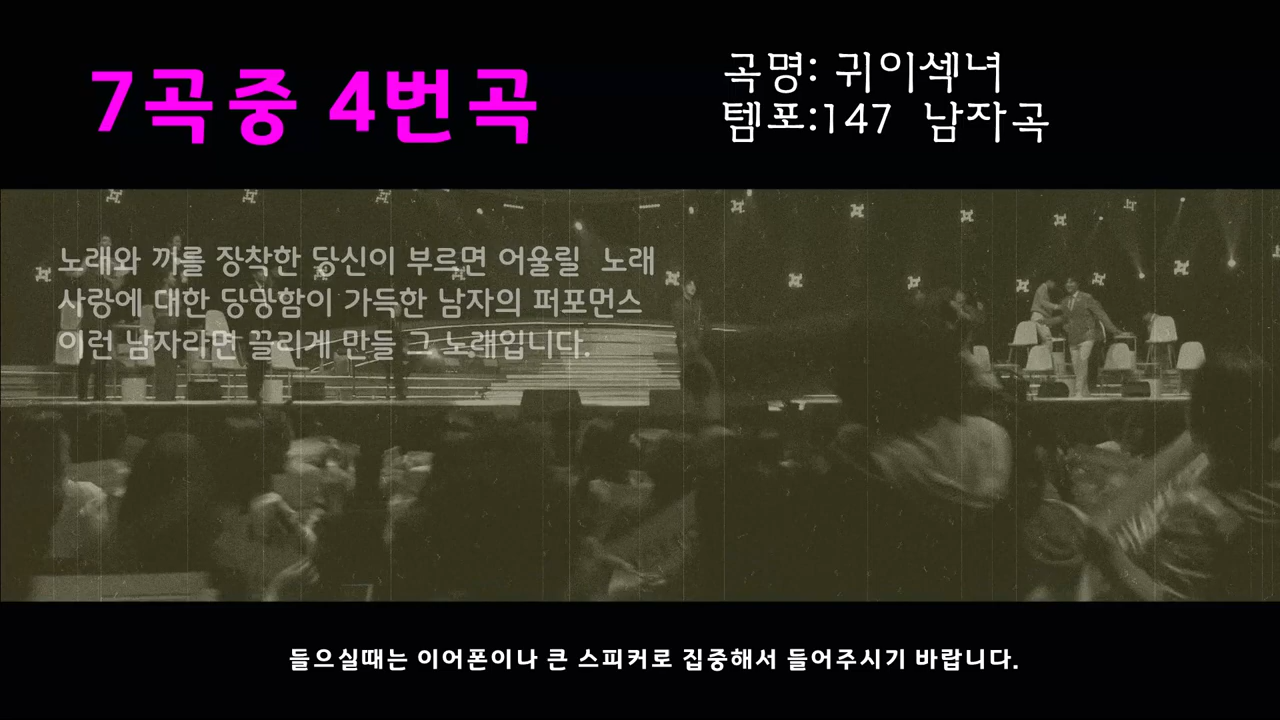 7곡중 4번곡
곡명: 귀이섹녀
템포:147 남자곡
노래와 끼를 장착한 당신이 부르면 어울릴 노래
사랑에 대한 당당함이 가득한 남자의 퍼포먼스
이런 남자라면 끌리게 만들 그 노래입니다.
들으실때는 이어폰이나 큰 스피커로 집중해서 들어주시기 바랍니다.